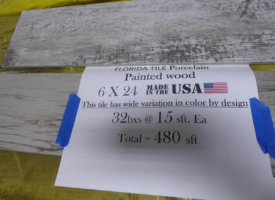 FLORIDA TILE Porcelain
Painted wood
6 X 24 MADE IN THE USA
This tile has wide variation in color by design
32bxs @ 15 sft. Ea
Total = 480 sft